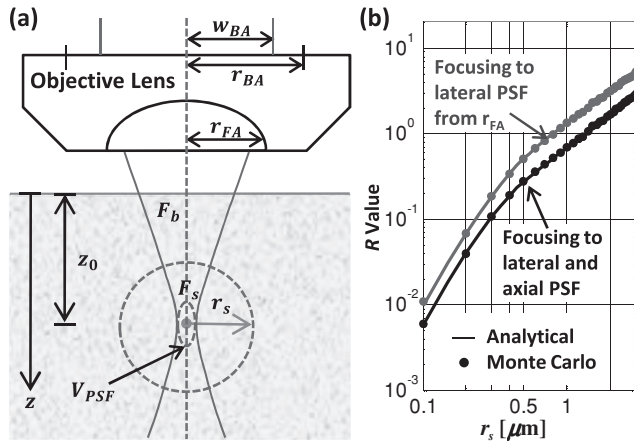 (a)
w_BA
r_BA
Objective Lens
r_FA
F_b
z_0
F_s
r_s
V_PSF
z
(b)
10^1
10^0
10^-1
10^-2
10^-3
R Value
Focusing to
lateral PSF
from r_FA
Focusing to
lateral and
axial PSF
Analytical
Monte Carlo
0.1
0.5
1
3
r_s [μm]